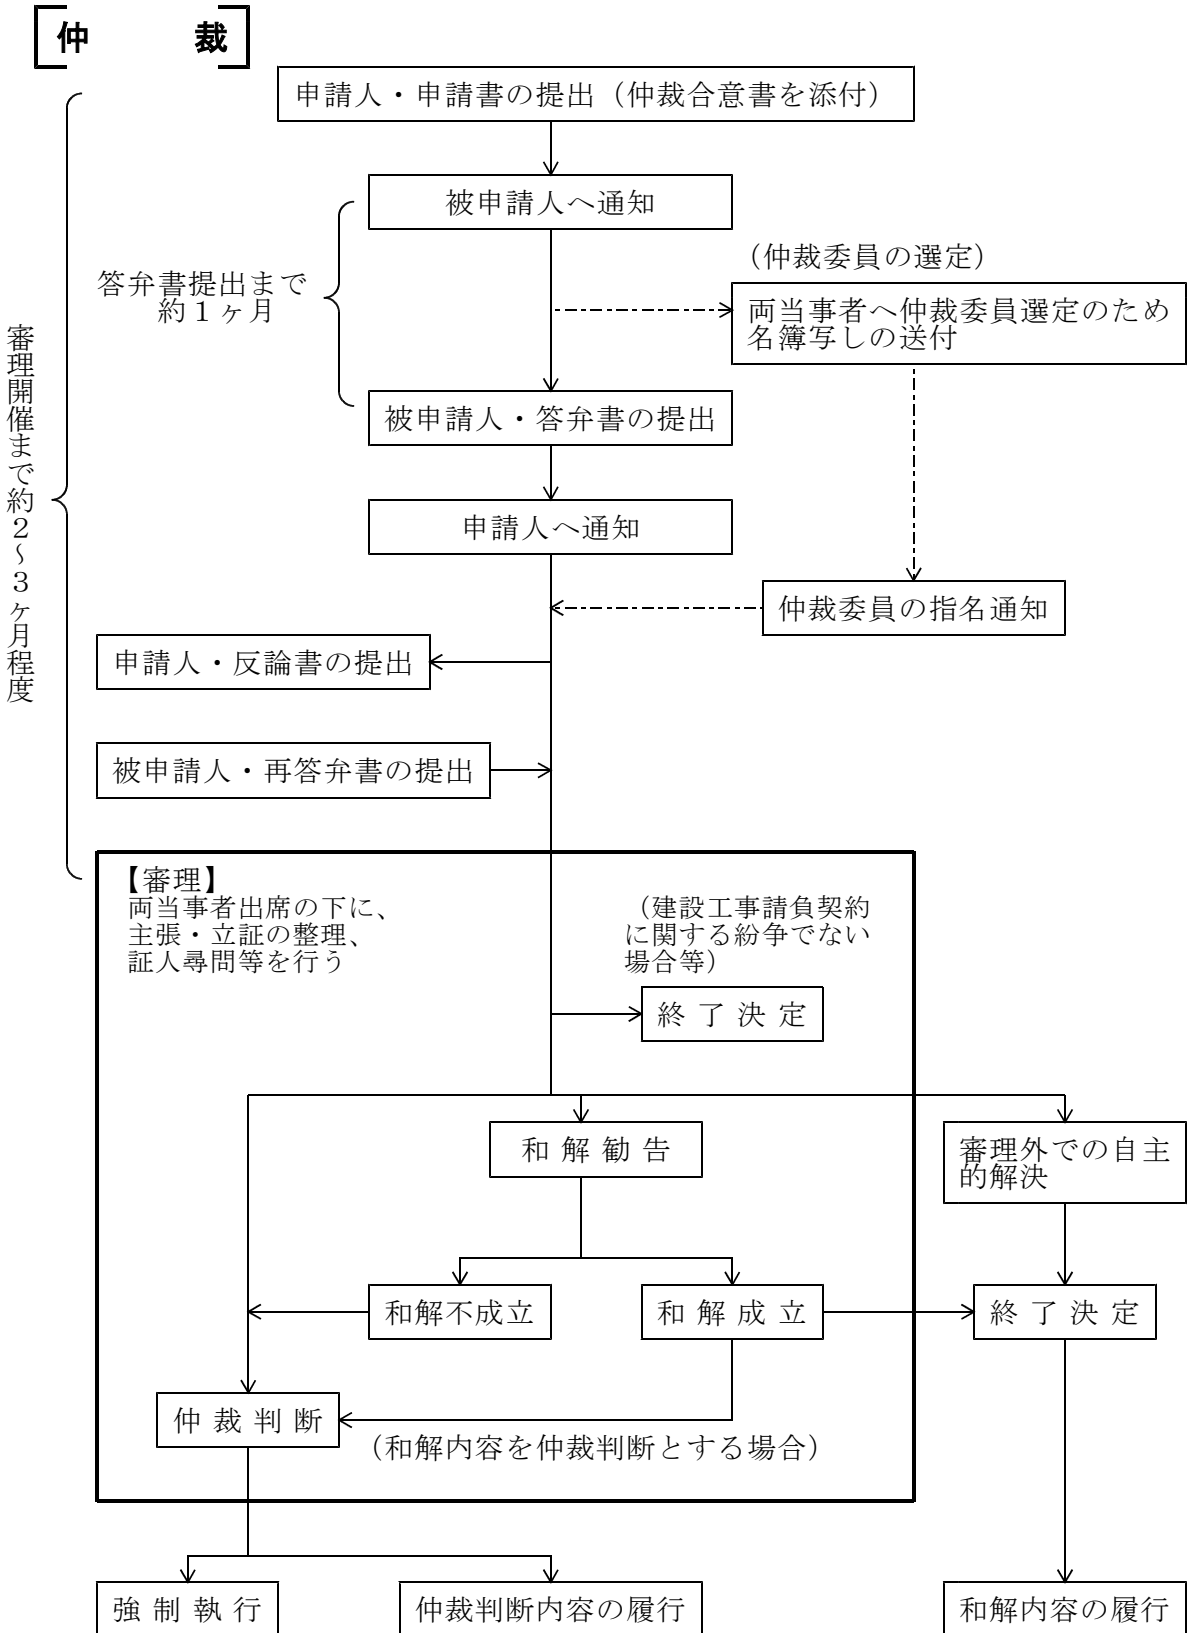 仲裁
申請人・申請書の提出（仲裁合意書を添付）
被申請人へ通知
答弁書提出まで
約１ヶ月
（仲裁委員の選定）
両当事者へ仲裁委員選定のため
名簿写しの送付
審理開催まで約２～３ヶ月程度
被申請人・答弁書の提出
申請人へ通知
仲裁委員の指名通知
申請人・反論書の提出
被申請人・再答弁書の提出
【審理】
両当事者出席の下に、
主張・立証の整理、
証人尋問等を行う
（建設工事請負契約
に関する紛争でない
場合等）
終了決定
和解勧告
審理外での自主
的解決
和解不成立
和解成立
終了決定
仲裁判断
（和解内容を仲裁判断とする場合）
強制執行
仲裁判断内容の履行
和解内容の履行